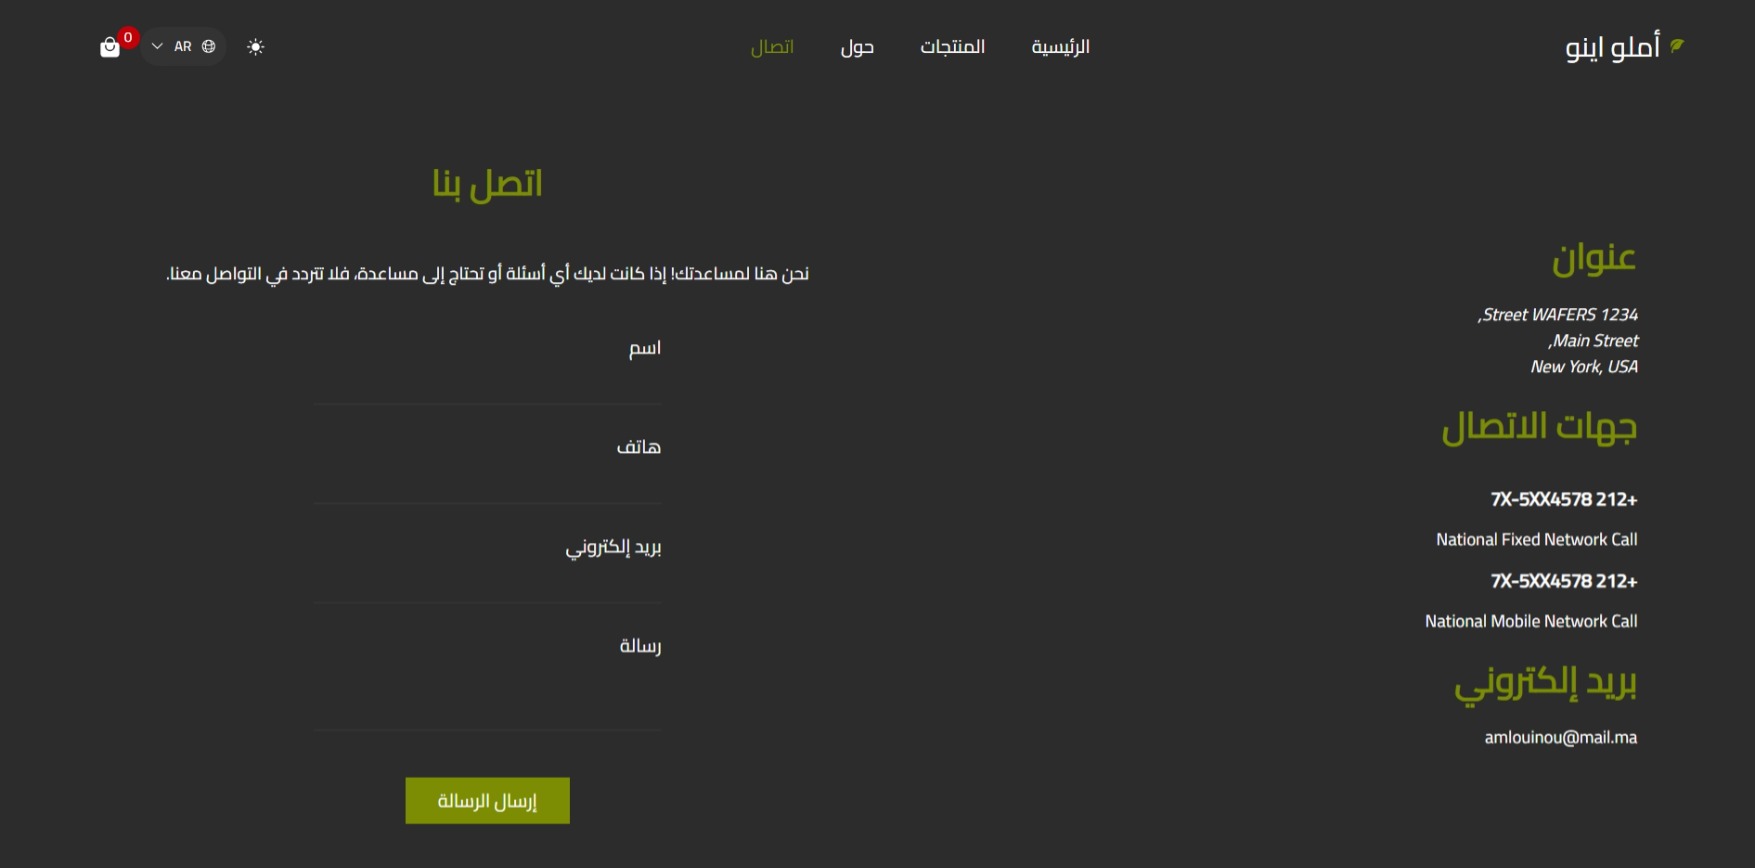 أملو اينو
الرئيسية
المنتجات
حول
اتصال
AR
0
عنوان
,Street WAFERS 1234
,Main Street
New York, USA
جهات الاتصال
7X-5XX4578 212+
National Fixed Network Call
7X-5XX4578 212+
National Mobile Network Call
بريد إلكتروني
amlouinou@mail.ma
اتصل بنا
نحن هنا لمساعدتك! إذا كانت لديك أي أسئلة أو تحتاج إلى مساعدة، فلا تتردد في التواصل معنا.
اسم
هاتف
بريد إلكتروني
رسالة
إرسال الرسالة